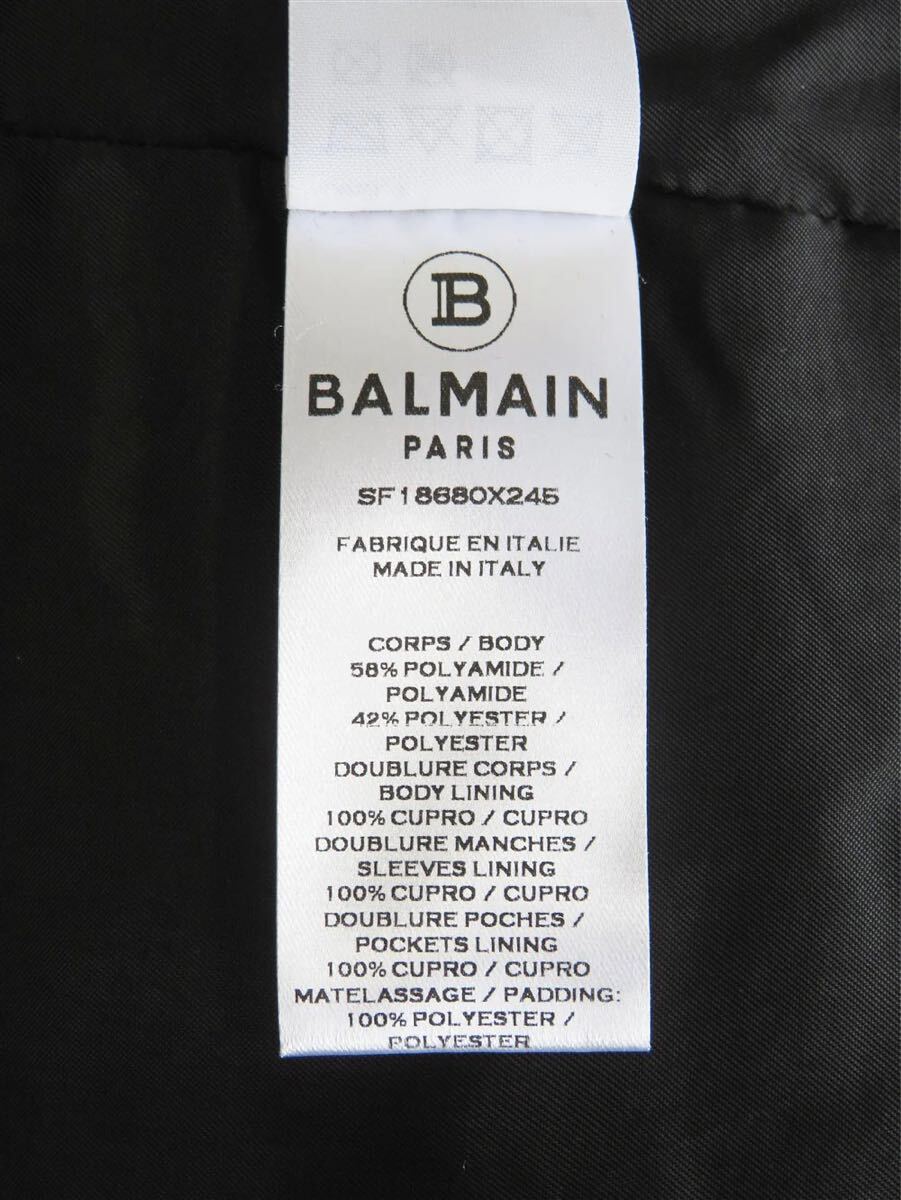 B
BALMAIN
PARIS
SF18680X245
FABRIQUE EN ITALIE
MADE IN ITALY
CORPS / BODY
58% POLYAMIDE /
POLYAMIDE
42% POLYESTER /
POLYESTER
DOUBLURE CORPS /
BODY LINING
100% CUPRO / CUPRO
DOUBLURE MANCHES /
SLEEVES LINING
100% CUPRO / CUPRO
DOUBLURE POCHES /
POCKETS LINING
100% CUPRO / CUPRO
MATELASSAGE / PADDING:
100% POLYESTER /
POLYESTER